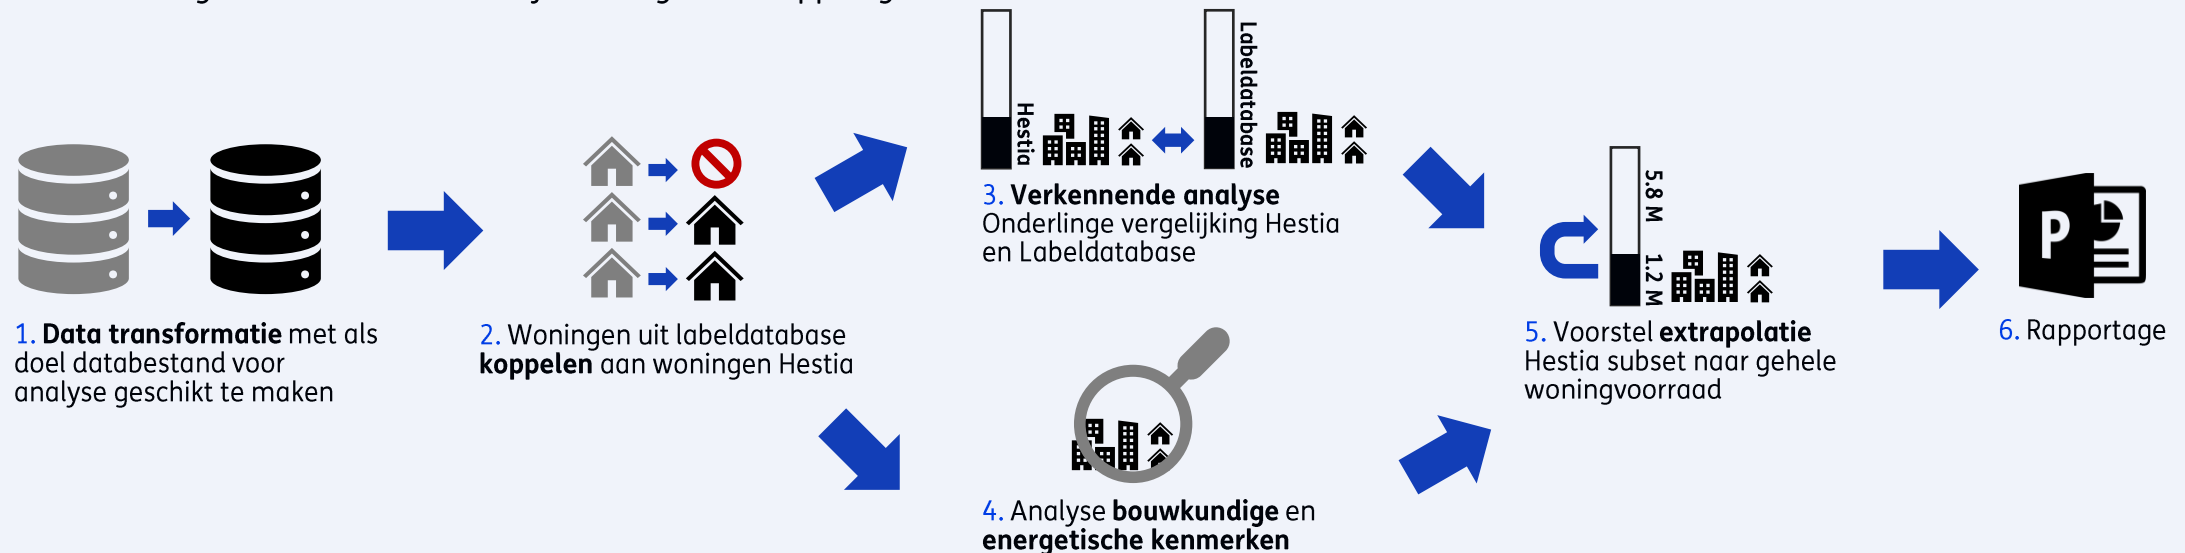 Hestia
Labeldatabase
3. Verkennende analyse
Onderlinge vergelijking Hestia
en Labeldatabase
1. Data transformatie met als
doel databestand voor
analyse geschikt te maken
2. Woningen uit labeldatabase
koppelen aan woningen Hestia
4. Analyse bouwkundige en
energetische kenmerken
5.8 M
1.2 M
5. Voorstel extrapolatie
Hestia subset naar gehele
woningvoorraad
P
6. Rapportage